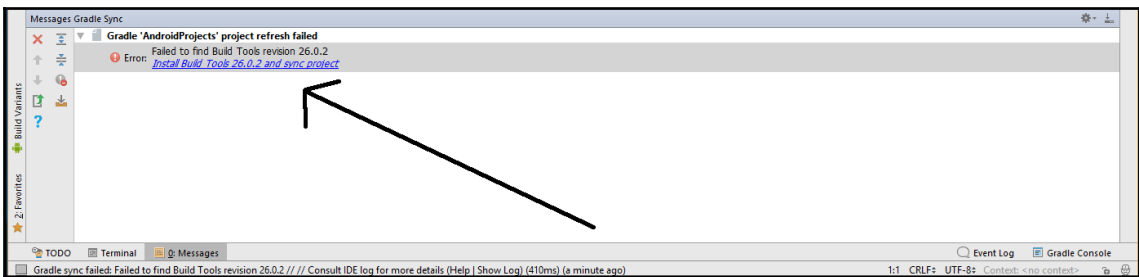 Messages Gradle Sync
Gradle 'AndroidProjects' project refresh failed
Error: Failed to find Build Tools revision 26.0.2
Install Build Tools 26.0.2 and sync project
Build Variants
2: Favorites
TODO Terminal 0: Messages Event Log Gradle Console
Gradle sync failed: Failed to find Build Tools revision 26.0.2 // // Consult IDE log for more details (Help | Show Log) (410ms) (a minute ago) 1:1 CRLF÷ UTF-8÷ Context: <no context>